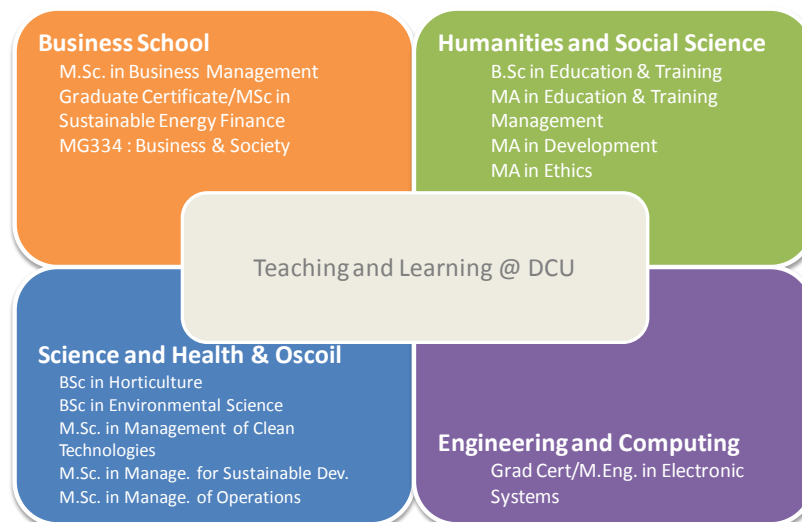 Business School
M.Sc. in Business Management
Graduate Certificate/MSc in
Sustainable Energy Finance
MG334 : Business & Society
Humanities and Social Science
B.Sc in Education & Training
MA in Education & Training
Management
MA in Development
MA in Ethics
Teaching and Learning @ DCU
Science and Health & Oscoil
BSc in Horticulture
BSc in Environmental Science
M.Sc. in Management of Clean
Technologies
M.Sc. in Manage. for Sustainable Dev.
M.Sc. in Manage. of Operations
Engineering and Computing
Grad Cert/M.Eng. in Electronic
Systems